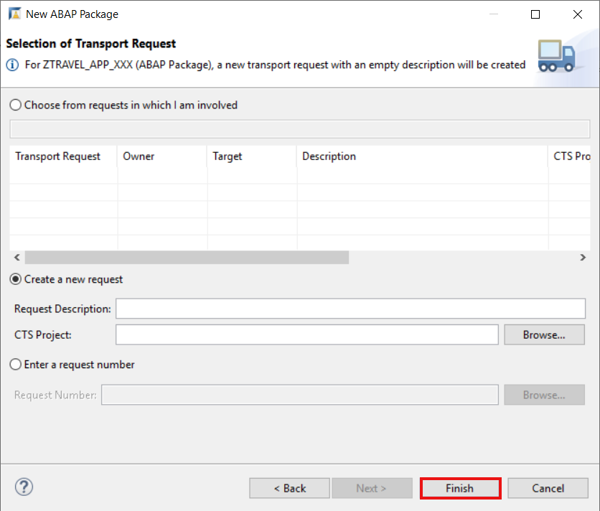 New ABAP Package
Selection of Transport Request
For ZTRAVEL_APP_XXX (ABAP Package), a new transport request with an empty description will be created
Choose from requests in which I am involved
Transport Request Owner Target Description CTS Pro
Create a new request
Request Description:
CTS Project: Browse...
Enter a request number
Request Number: Browse...
? < Back Next > Finish Cancel